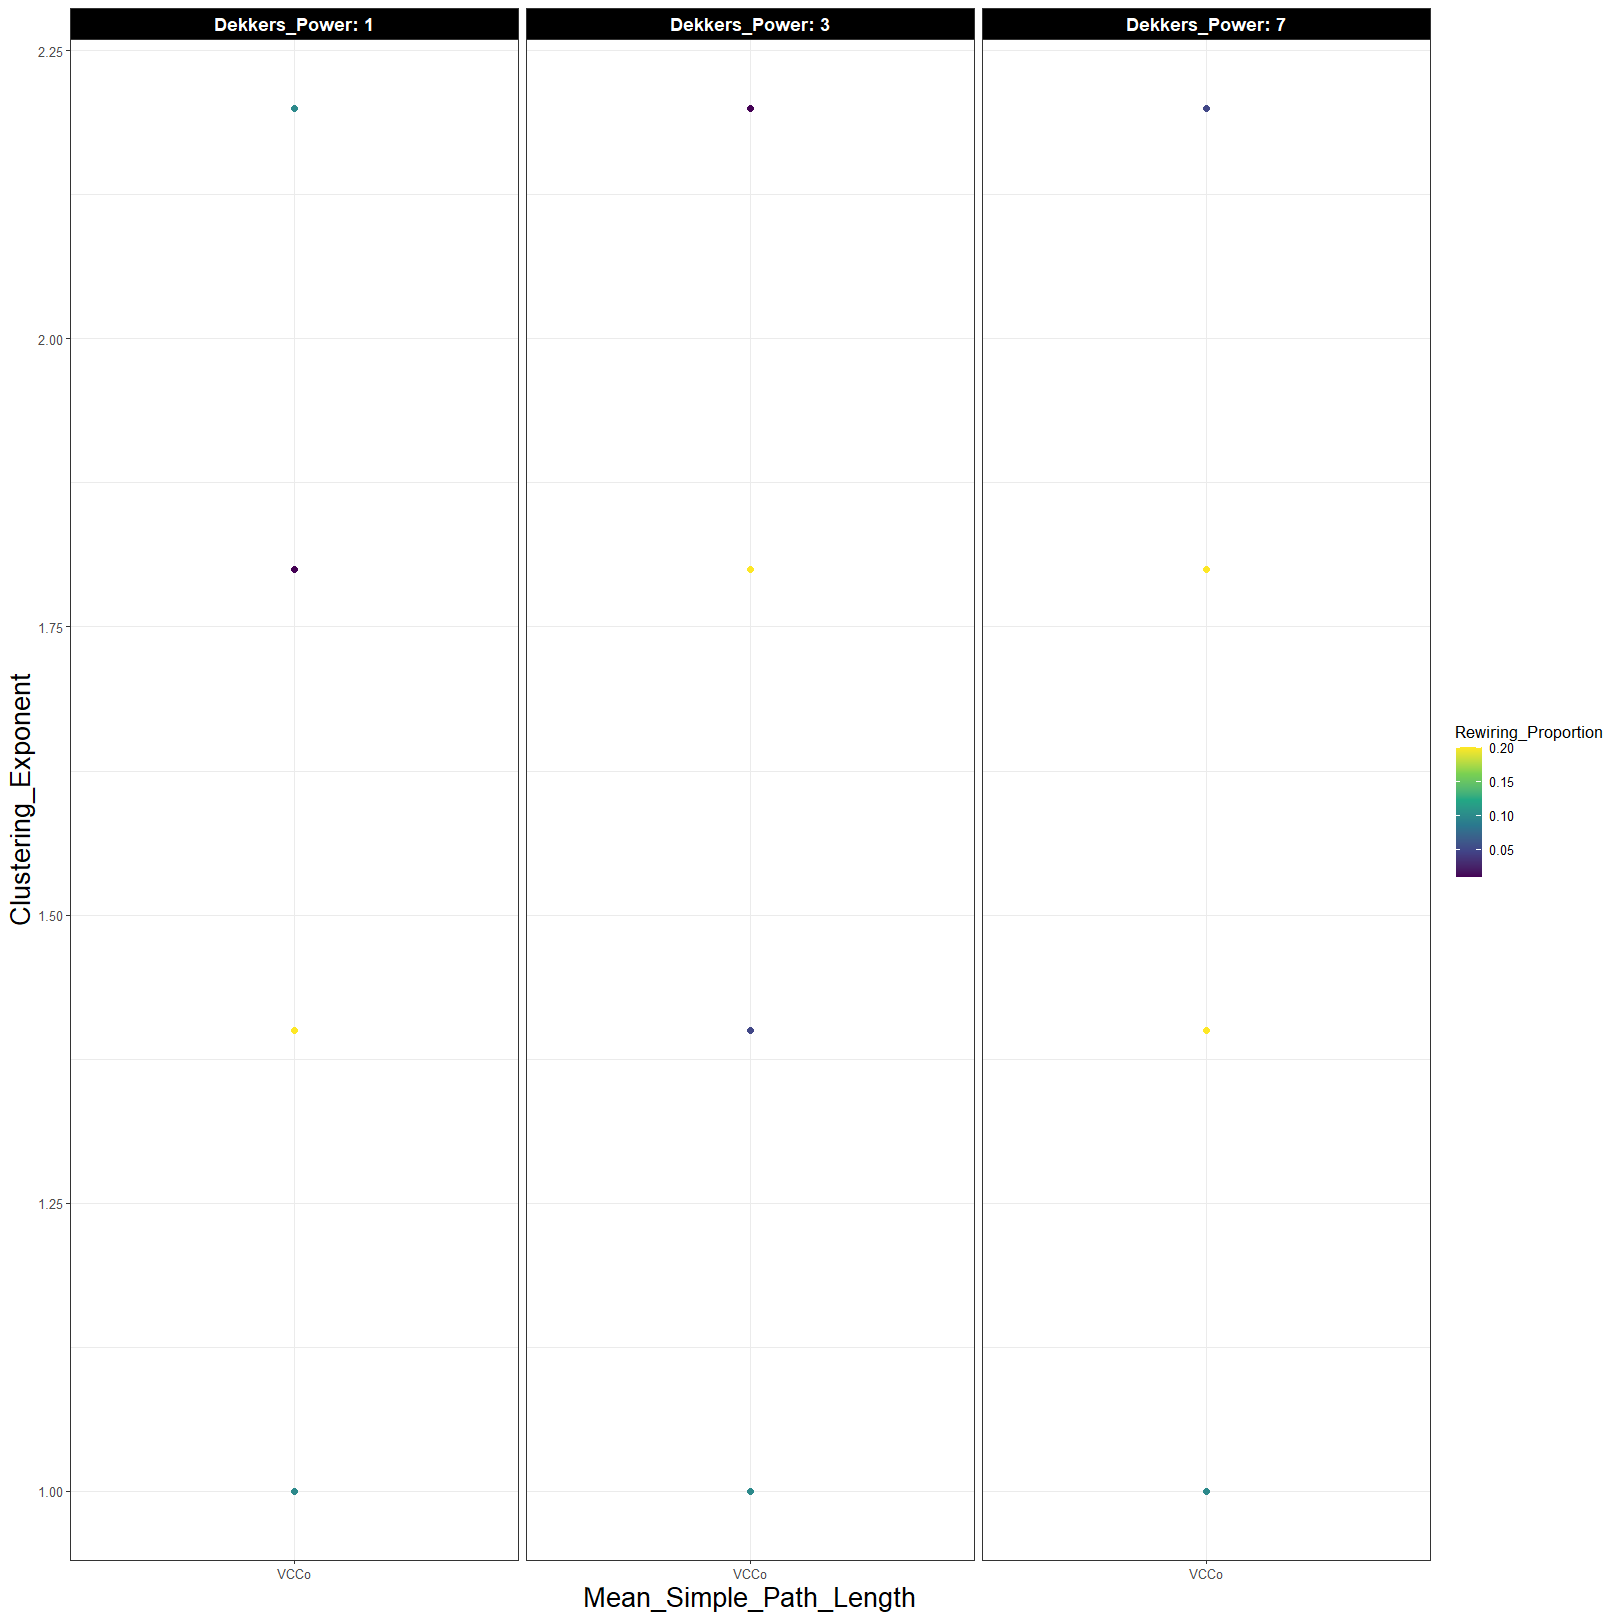 Dekkers_Power: 1
Dekkers_Power: 3
Dekkers_Power: 7
Clustering_Exponent
2.25
2.00
1.75
1.50
1.25
1.00
VCCo
VCCo
VCCo
Mean_Simple_Path_Length
Rewiring_Proportion
0.20
0.15
0.10
0.05